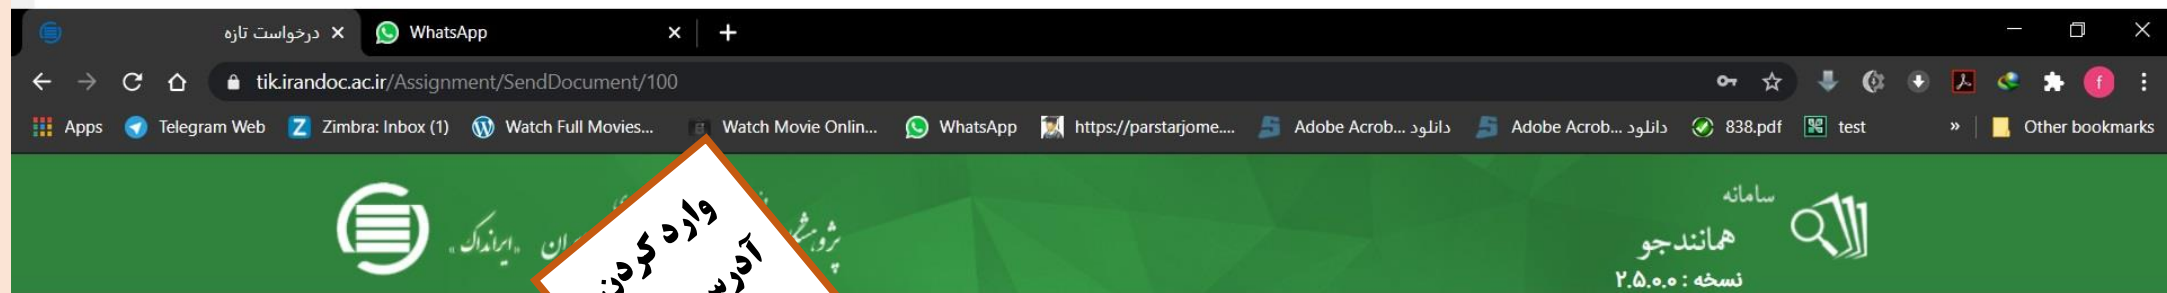 درخواست تازه
WhatsApp
tik.irandoc.ac.ir/Assignment/SendDocument/100
f
Apps
Telegram Web
Zimbra: Inbox (1)
Watch Full Movies...
Watch Movie Onlin...
WhatsApp
https://parstarjome....
دانلود Adobe Acrob...
دانلود Adobe Acrob...
838.pdf
test
»
Other bookmarks
سامانه
همانندجو
نسخه : ۲.۵.۰.۰
ایرانداک
وارد کردن